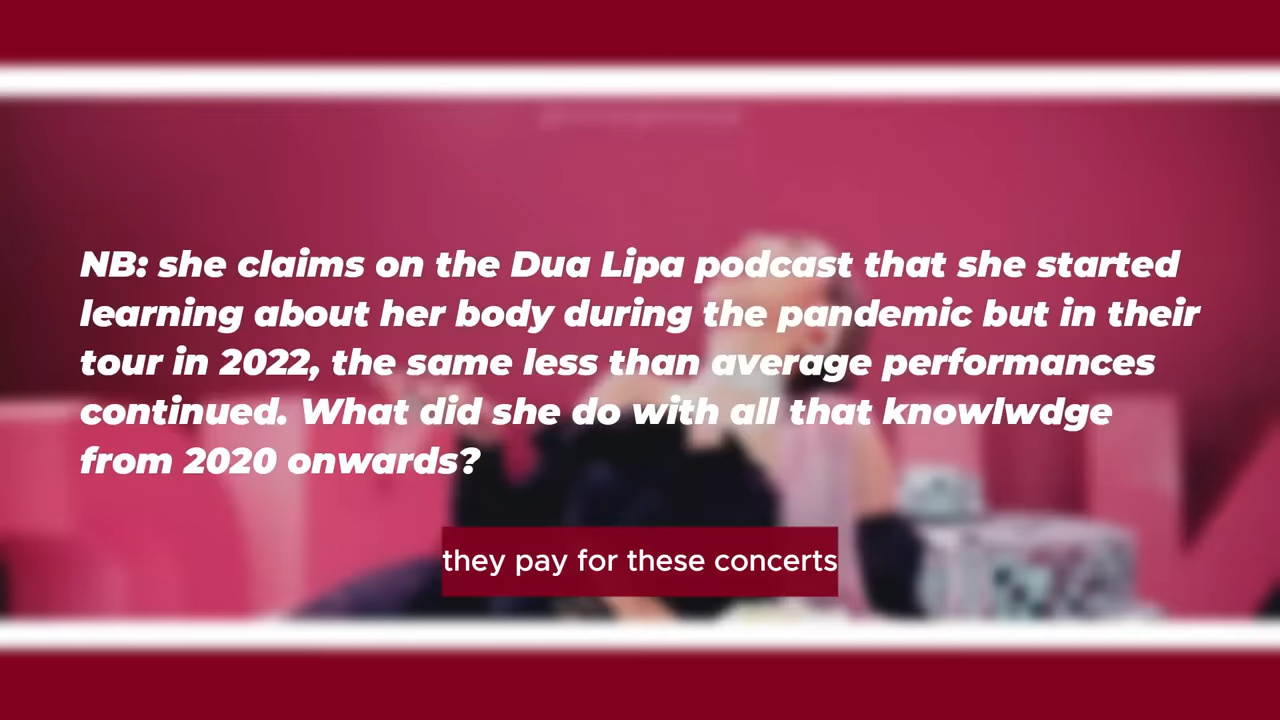 NB: she claims on the Dua Lipa podcast that she started
learning about her body during the pandemic but in their
tour in 2022, the same less than average performances
continued. What did she do with all that knowlwdge
from 2020 onwards?
they pay for these concerts